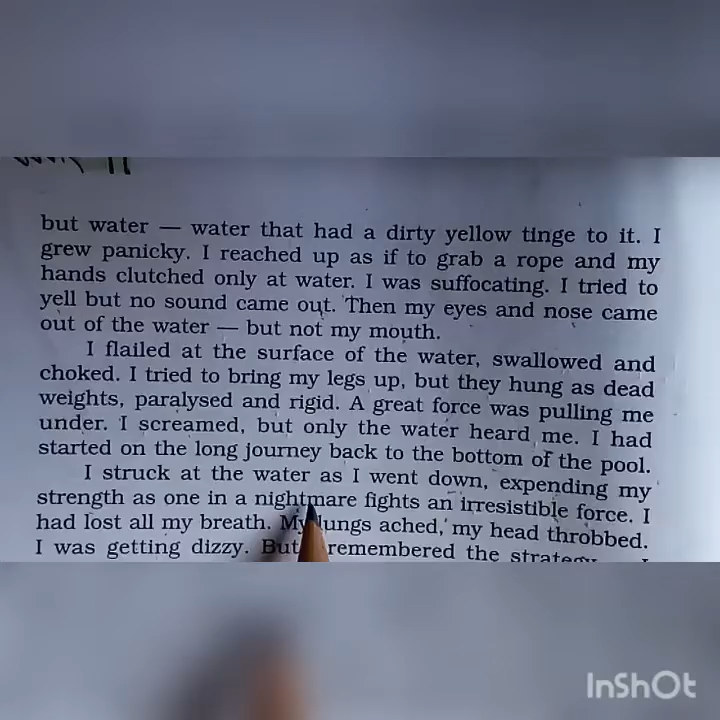 but water — water that had a dirty yellow tinge to it. I
grew panicky. I reached up as if to grab a rope and my
hands clutched only at water. I was suffocating. I tried to
yell but no sound came out. Then my eyes and nose came
out of the water — but not my mouth.
I flailed at the surface of the water, swallowed and
choked. I tried to bring my legs up, but they hung as dead
weights, paralysed and rigid. A great force was pulling me
under. I screamed, but only the water heard me. I had
started on the long journey back to the bottom of the pool.
I struck at the water as I went down, expending my
strength as one in a nightmare fights an irresistible force. I
had lost all my breath. My lungs ached, my head throbbed.
I was getting dizzy. But remembered the strategy
InShOt